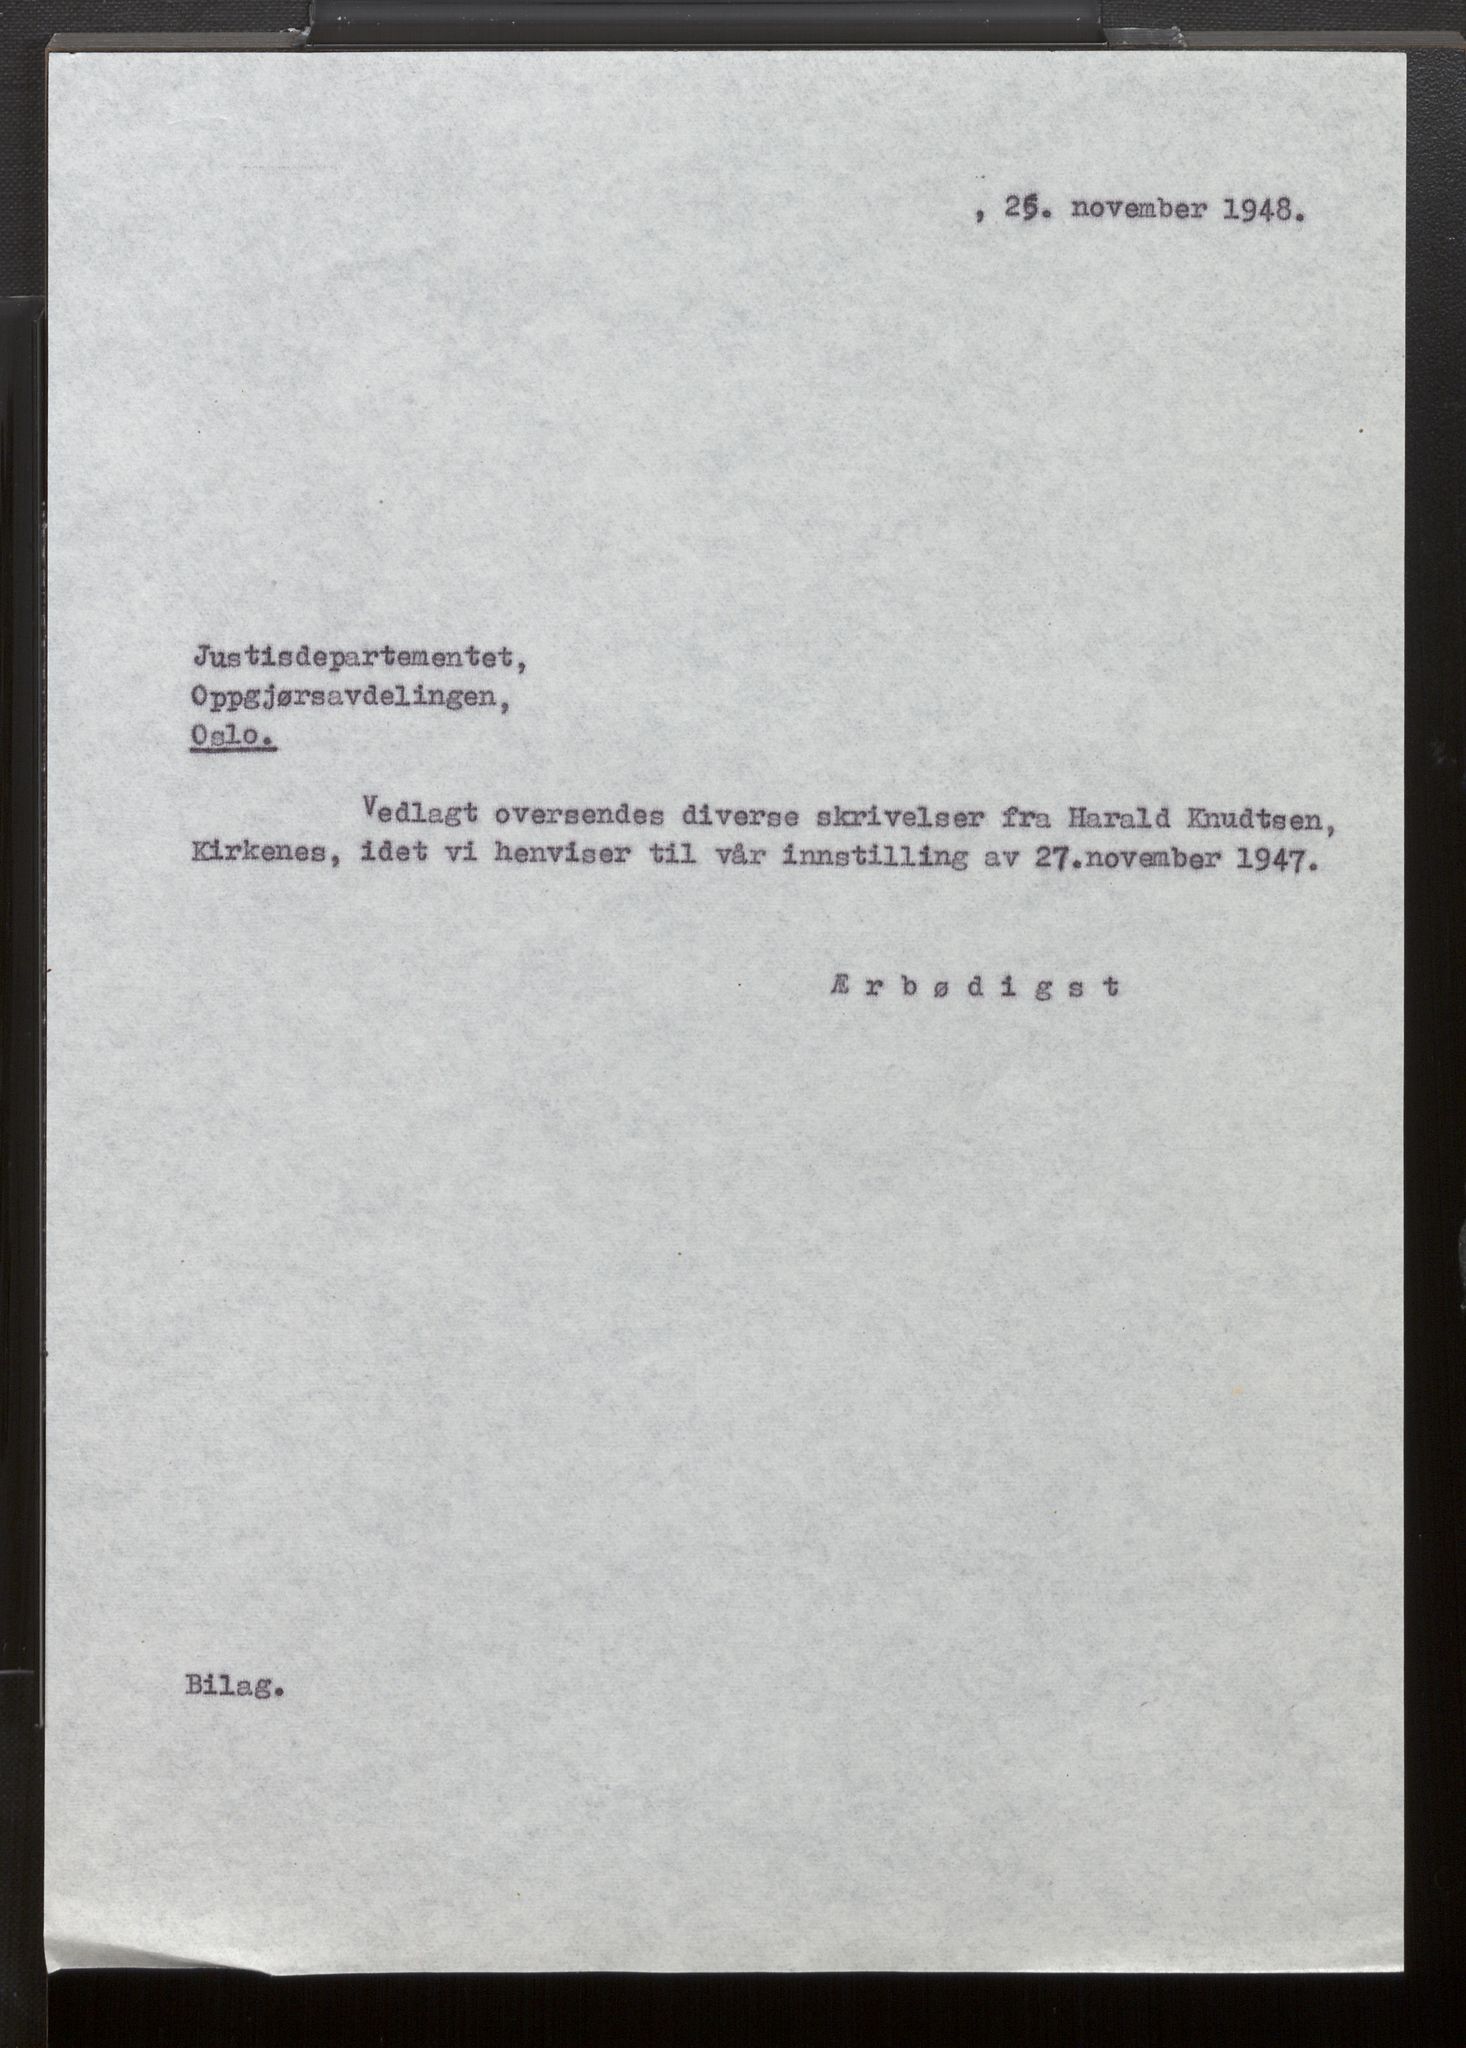 , 25. november 1948.
Justisdepartementet,
Oppgjørsavdelingen,
Oslo.
Vedlagt oversendes diverse skrivelser fra Harald Knudtsen,
Kirkenes, idet vi henviser til vår innstilling av 27.november 1947.
Æ r b ø d i g s t
Bilag.